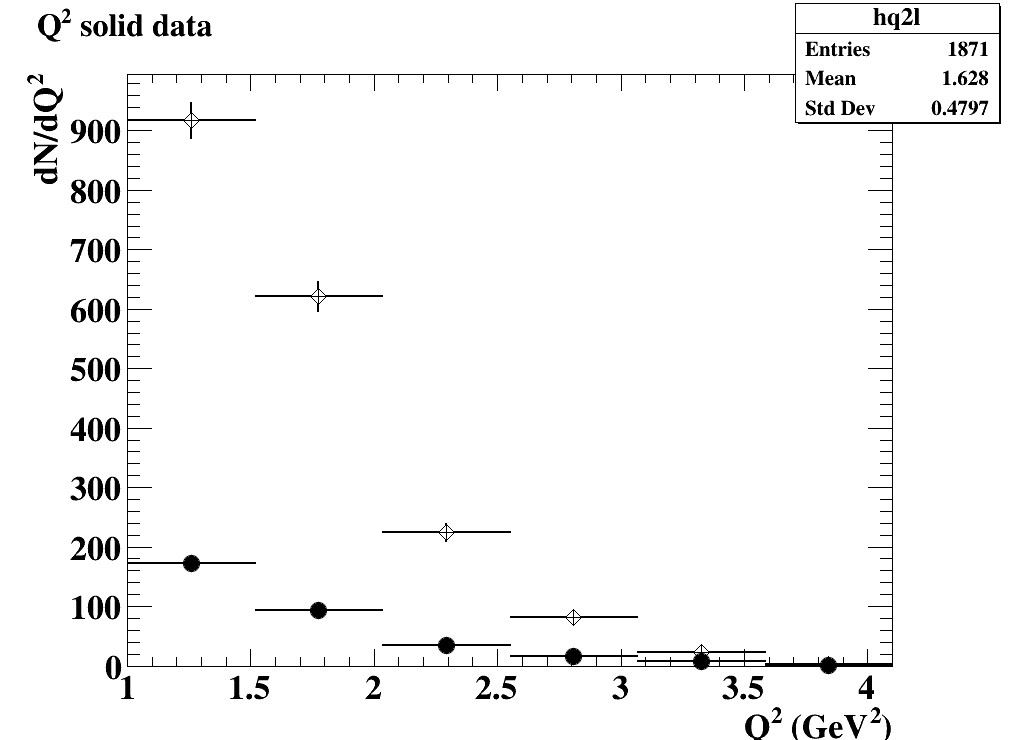 Q² solid data
hq2l
Entries 1871
Mean 1.628
Std Dev 0.4797
dN/dQ²
900
800
700
600
500
400
300
200
100
0
1 1.5 2 2.5 3 3.5 4
Q² (GeV²)